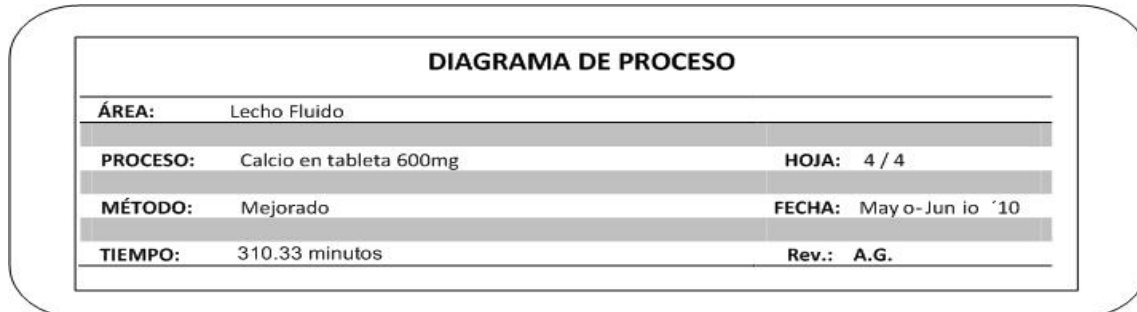 DIAGRAMA DE PROCESO
ÁREA: Lecho Fluido
PROCESO: Calcio en tableta 600mg HOJA: 4 / 4
MÉTODO: Mejorado FECHA: May o-Jun io ´10
TIEMPO: 310.33 minutos Rev.: A.G.